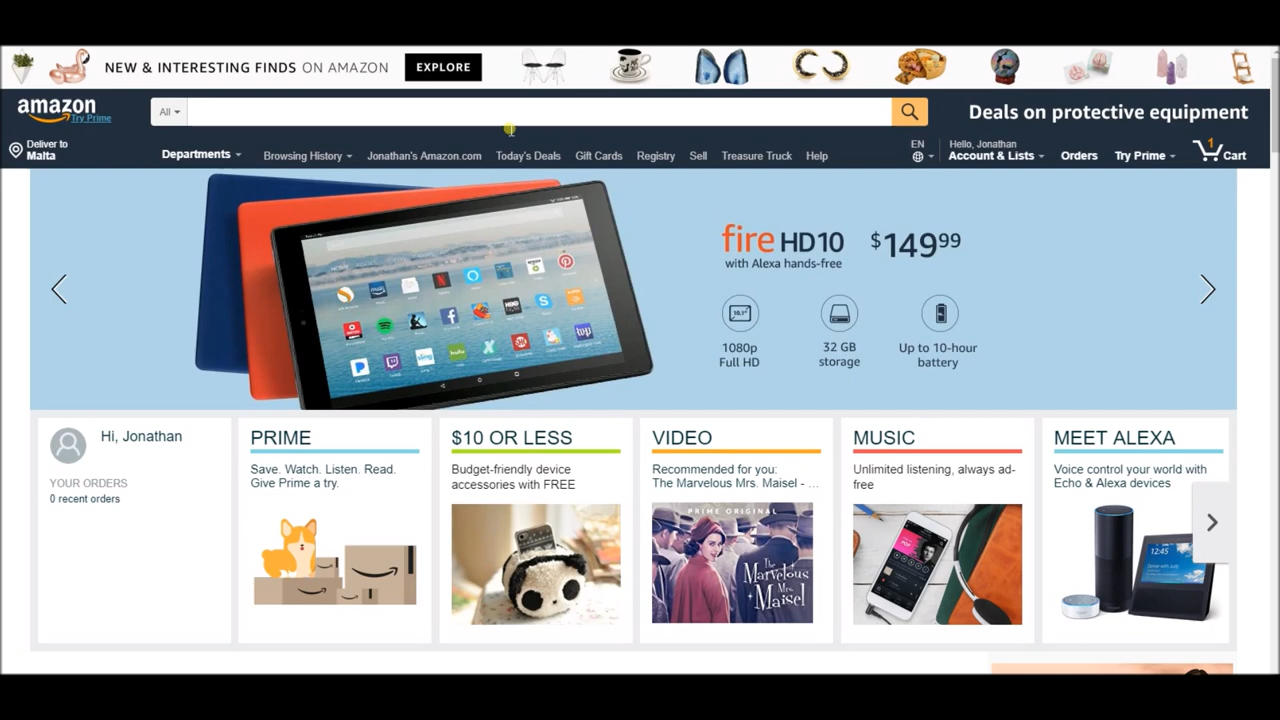 NEW & INTERESTING FINDS ON AMAZON
EXPLORE
amazon
Try Prime
All
Deals on protective equipment
Deliver to
Malta
Departments
Browsing History
Jonathan's Amazon.com
Today's Deals
Gift Cards
Registry
Sell
Treasure Truck
Help
EN
Hello, Jonathan
Account & Lists
Orders
Try Prime
1
Cart
fire HD10
with Alexa hands-free
$149 99
1080p
Full HD
32 GB
storage
Up to 10-hour
battery
Hi, Jonathan
YOUR ORDERS
0 recent orders
PRIME
Save. Watch. Listen. Read.
Give Prime a try.
$10 OR LESS
Budget-friendly device
accessories with FREE
VIDEO
Recommended for you:
The Marvelous Mrs. Maisel - ...
PRIME ORIGINAL
The
Marvelous
Mrs.
Maisel
MUSIC
Unlimited listening, always ad-
free
POP
MEET ALEXA
Voice control your world with
Echo & Alexa devices
12:45